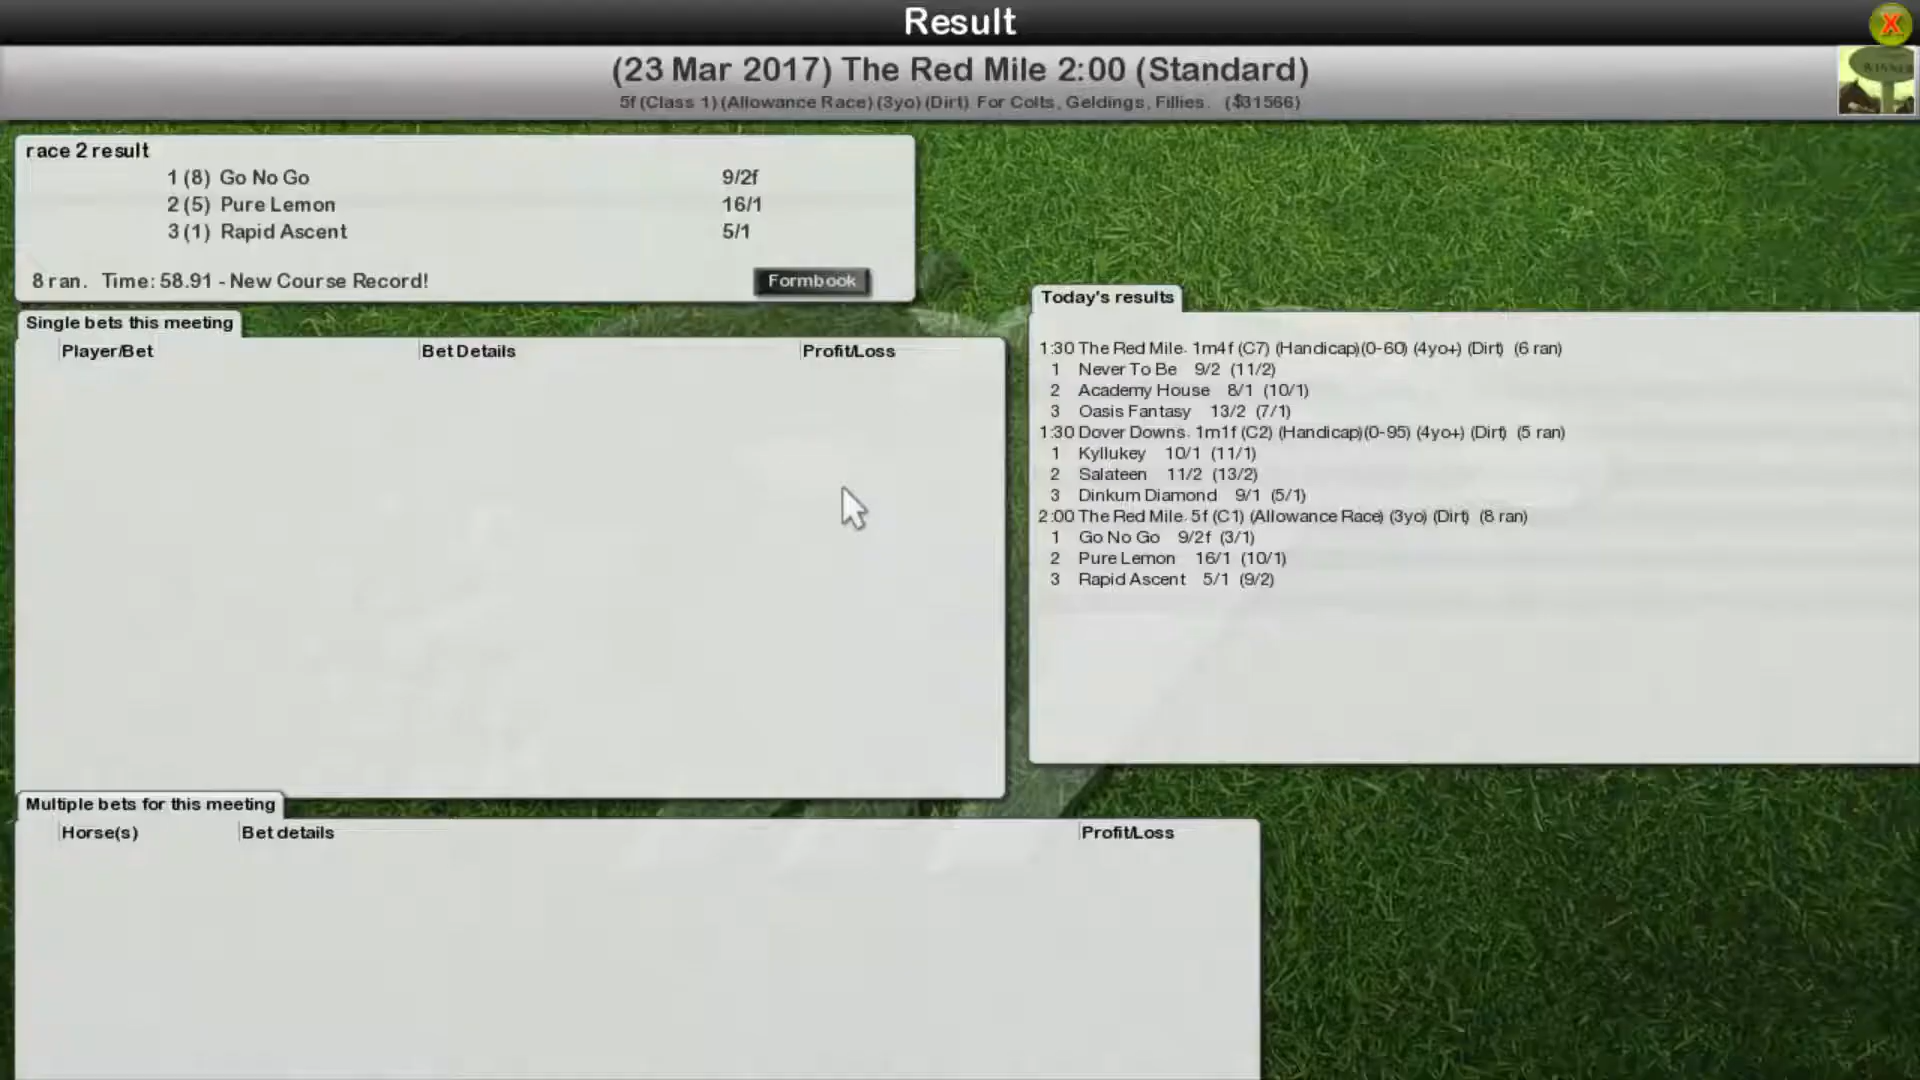 Result
X
(23 Mar 2017) The Red Mile 2:00 (Standard)
5f (Class 1) (Allowance Race) (3yo) (Dirt) For Colts, Geldings, Fillies. ($31566)
WINNER
race 2 result
1 (8) Go No Go 9/2f
2 (5) Pure Lemon 16/1
3 (1) Rapid Ascent 5/1
8 ran. Time: 58.91 - New Course Record!
Formbook
Single bets this meeting
Player/Bet Bet Details Profit/Loss
Today's results
1:30 The Red Mile. 1m4f (C7) (Handicap)(0-60) (4yo+) (Dirt) (6 ran)
1 Never To Be 9/2 (11/2)
2 Academy House 8/1 (10/1)
3 Oasis Fantasy 13/2 (7/1)
1:30 Dover Downs. 1m1f (C2) (Handicap)(0-95) (4yo+) (Dirt) (5 ran)
1 Kyllukey 10/1 (11/1)
2 Salateen 11/2 (13/2)
3 Dinkum Diamond 9/1 (5/1)
2:00 The Red Mile. 5f (C1) (Allowance Race) (3yo) (Dirt) (8 ran)
1 Go No Go 9/2f (3/1)
2 Pure Lemon 16/1 (10/1)
3 Rapid Ascent 5/1 (9/2)
Multiple bets for this meeting
Horse(s) Bet details Profit/Loss